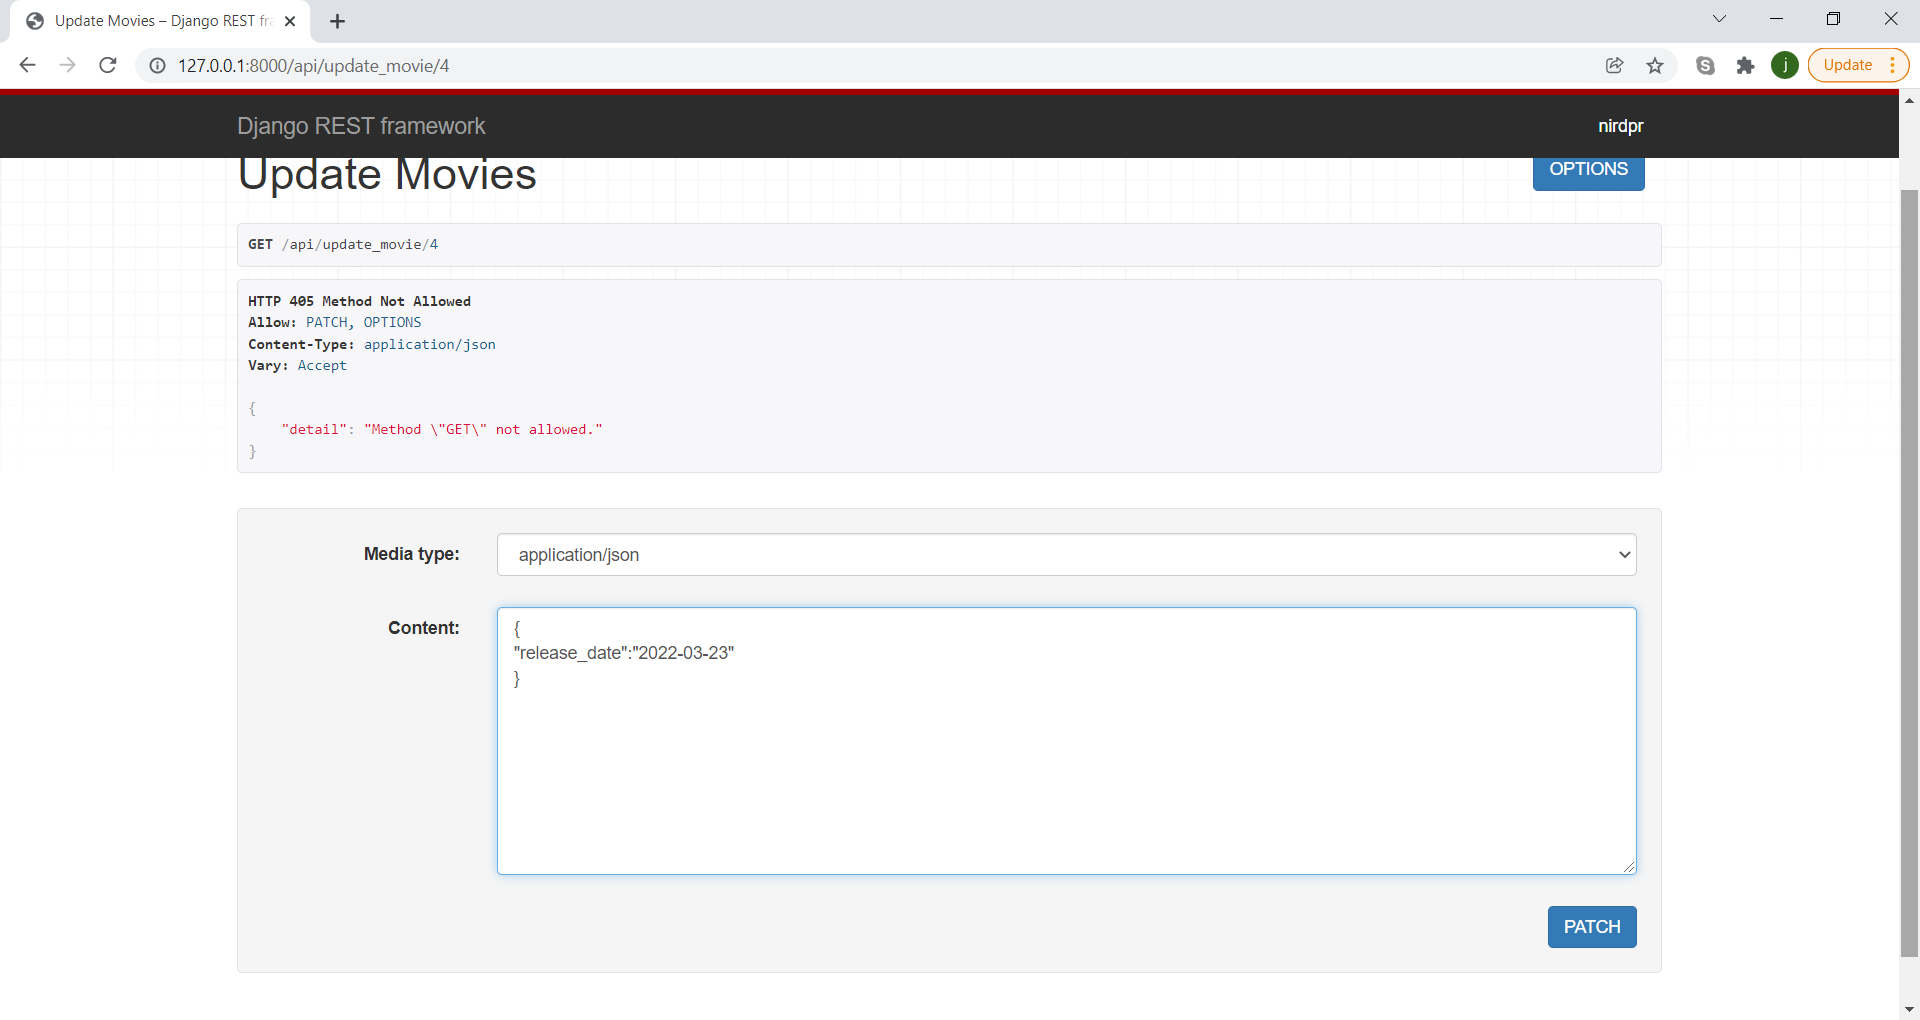 Update Movies – Django REST fra
127.0.0.1:8000/api/update_movie/4
j
Update
Django REST framework
nirdpr
Update Movies
OPTIONS
GET /api/update_movie/4
HTTP 405 Method Not Allowed
Allow: PATCH, OPTIONS
Content-Type: application/json
Vary: Accept
{
"detail": "Method \"GET\" not allowed."
}
Media type:
application/json
Content:
{
"release_date":"2022-03-23"
}
PATCH